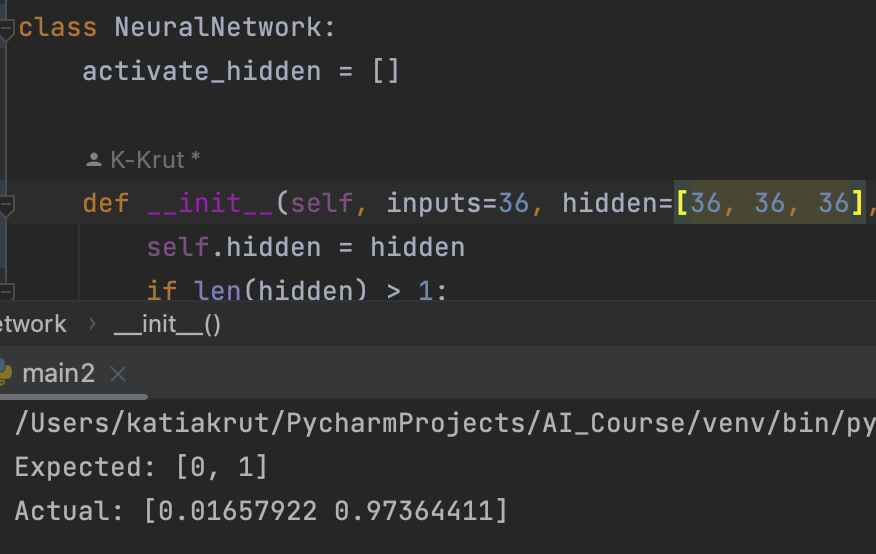 class NeuralNetwork:
activate_hidden = []
K-Krut *
def __init__(self, inputs=36, hidden=[36, 36, 36],
self.hidden = hidden
if len(hidden) > 1:
etwork > __init__()
main2 ×
/Users/katiakrut/PycharmProjects/AI_Course/venv/bin/py
Expected: [0, 1]
Actual: [0.01657922 0.97364411]